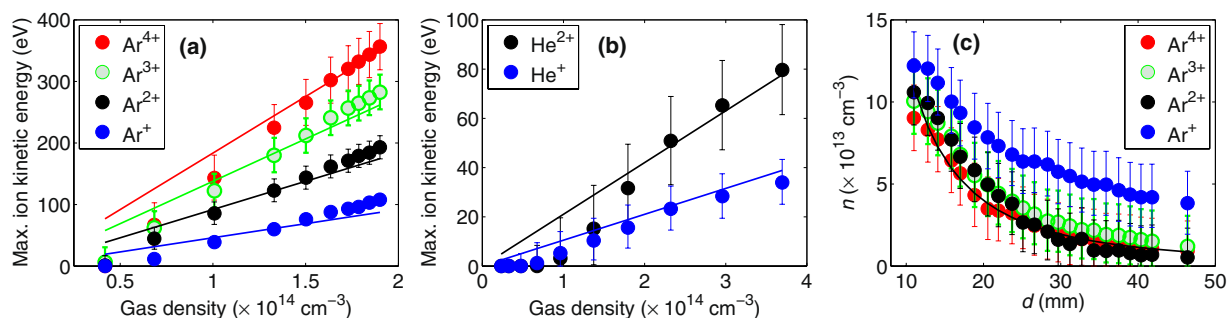 (a)
Ar4+
Ar3+
Ar2+
Ar+
Max. ion kinetic energy (eV)
400
300
200
100
0
0.5
1
1.5
2
Gas density (× 10^14 cm−3)
(b)
He2+
He+
Max. ion kinetic energy (eV)
100
80
60
40
20
0
0
1
2
3
4
Gas density (× 10^14 cm−3)
(c)
Ar4+
Ar3+
Ar2+
Ar+
n (× 10^13 cm−3)
15
10
5
0
10
20
30
40
50
d (mm)